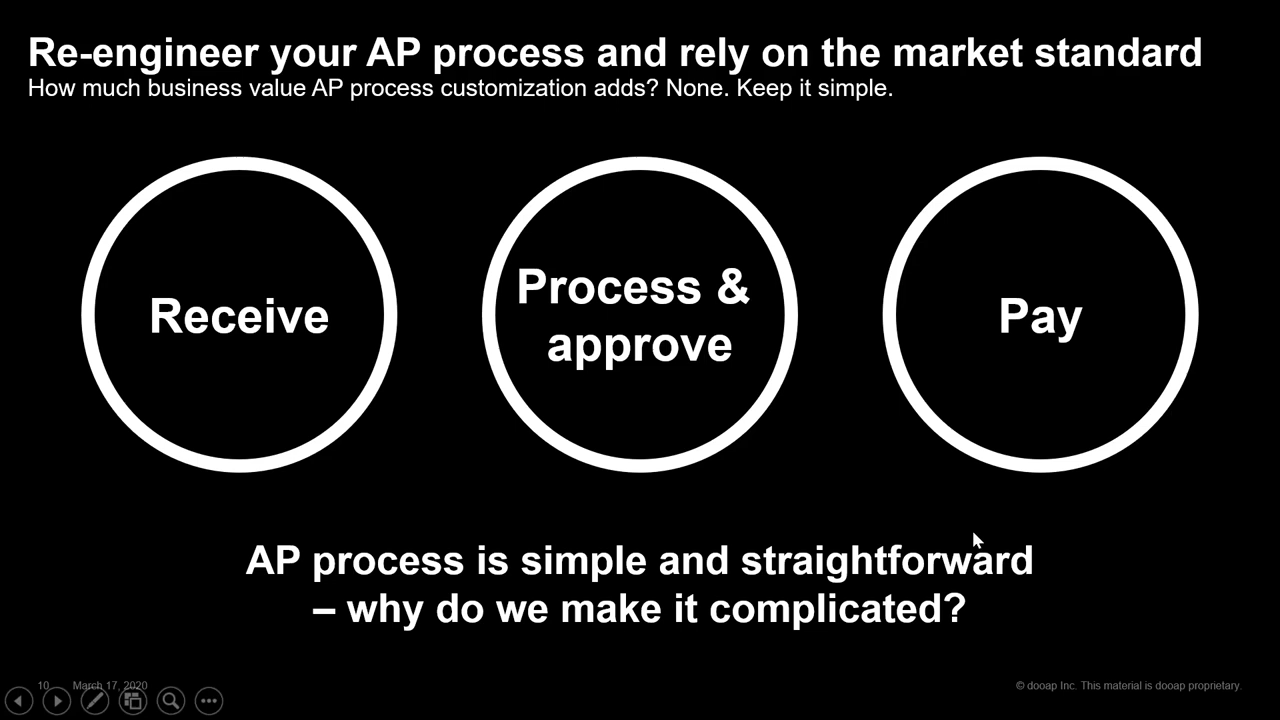 Re-engineer your AP process and rely on the market standard
How much business value AP process customization adds? None. Keep it simple.
Receive
Process &
approve
Pay
AP process is simple and straightforward
– why do we make it complicated?
10 March 17, 2020
© dooap Inc. This material is dooap proprietary.